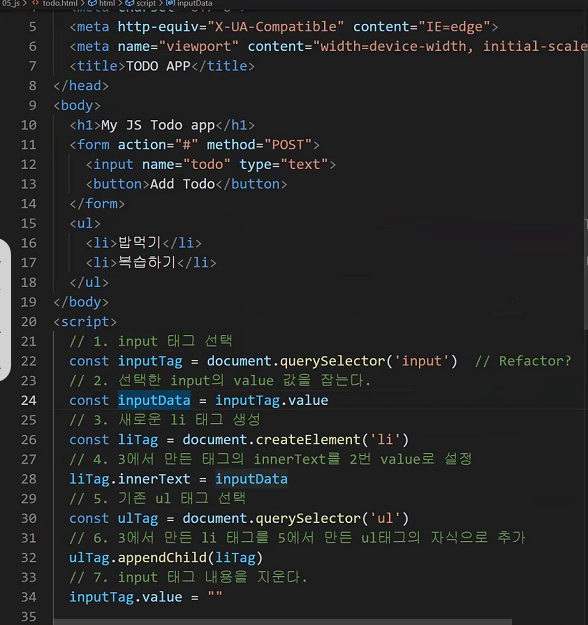 05_js > todo.html > html > script > inputData
5 <meta http-equiv="X-UA-Compatible" content="IE=edge">
6 <meta name="viewport" content="width=device-width, initial-scale
7 <title>TODO APP</title>
8 </head>
9 <body>
10 <h1>My JS Todo app</h1>
11 <form action="#" method="POST">
12 <input name="todo" type="text">
13 <button>Add Todo</button>
14 </form>
15 <ul>
16 <li>밥먹기</li>
17 <li>복습하기</li>
18 </ul>
19 </body>
20 <script>
21 // 1. input 태그 선택
22 const inputTag = document.querySelector('input') // Refactor?
23 // 2. 선택한 input의 value 값을 잡는다.
24 const inputData = inputTag.value
25 // 3. 새로운 li 태그 생성
26 const liTag = document.createElement('li')
27 // 4. 3에서 만든 태그의 innerText를 2번 value로 설정
28 liTag.innerText = inputData
29 // 5. 기존 ul 태그 선택
30 const ulTag = document.querySelector('ul')
31 // 6. 3에서 만든 li 태그를 5에서 만든 ul태그의 자식으로 추가
32 ulTag.appendChild(liTag)
33 // 7. input 태그 내용을 지운다.
34 inputTag.value = ""
35